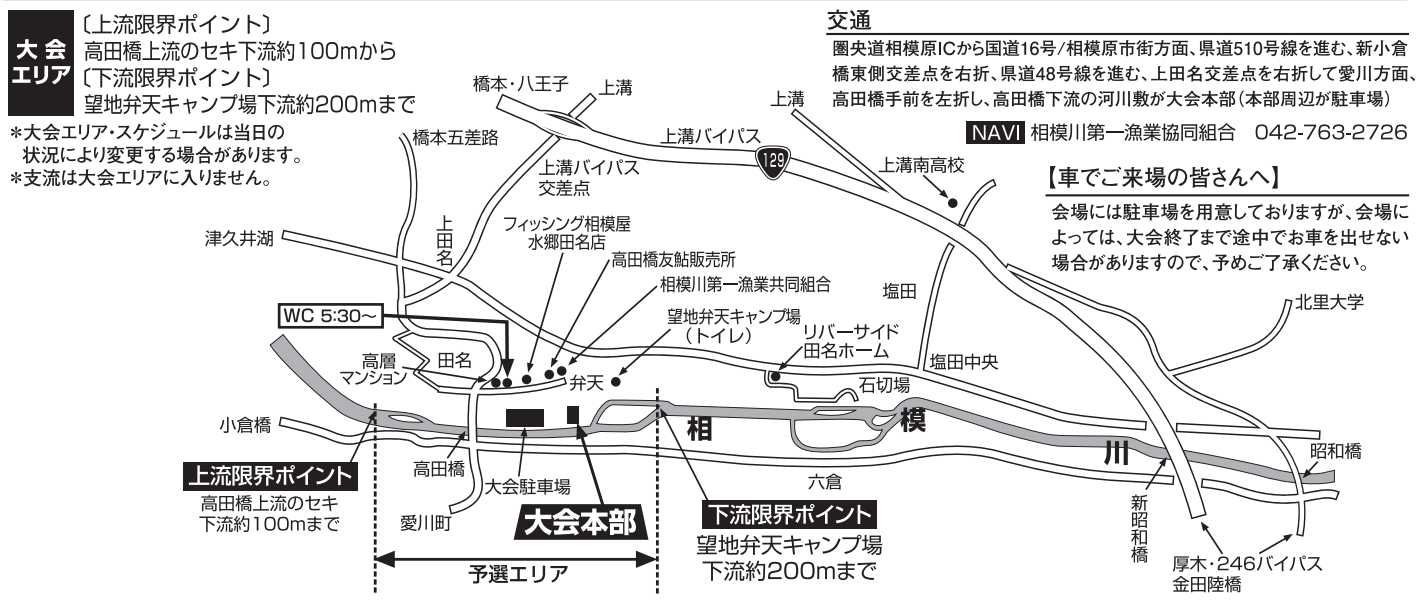 大会
エリア
〔上流限界ポイント〕
高田橋上流のセキ下流約100mから
〔下流限界ポイント〕
望地弁天キャンプ場下流約200mまで
*大会エリア・スケジュールは当日の
状況により変更する場合があります。
*支流は大会エリアに入りません。
交通
圏央道相模原ICから国道16号/相模原市街方面、県道510号線を進む、新小倉
橋東側交差点を右折、県道48号線を進む、上田名交差点を右折して愛川方面、
高田橋手前を左折し、高田橋下流の河川敷が大会本部（本部周辺が駐車場）
NAVI 相模川第一漁業協同組合 042-763-2726
【車でご来場の皆さんへ】
会場には駐車場を用意しておりますが、会場に
よっては、大会終了まで途中でお車を出せない
場合がありますので、予めご了承ください。
橋本・八王子
上溝
橋本五差路
上溝バイパス
交差点
上溝バイパス
129
上溝
上溝南高校
津久井湖
上田名
フィッシング相模屋
水郷田名店
高田橋友鮎販売所
相模川第一漁業共同組合
望地弁天キャンプ場
（トイレ）
リバーサイド
田名ホーム
塩田
塩田中央
北里大学
WC 5:30～
高層
マンション
田名
弁天
石切場
小倉橋
相模川
高田橋
大会駐車場
愛川町
大会本部
六倉
新昭和橋
昭和橋
厚木・246バイパス
金田陸橋
上流限界ポイント
高田橋上流のセキ
下流約100mまで
下流限界ポイント
望地弁天キャンプ場
下流約200mまで
予選エリア